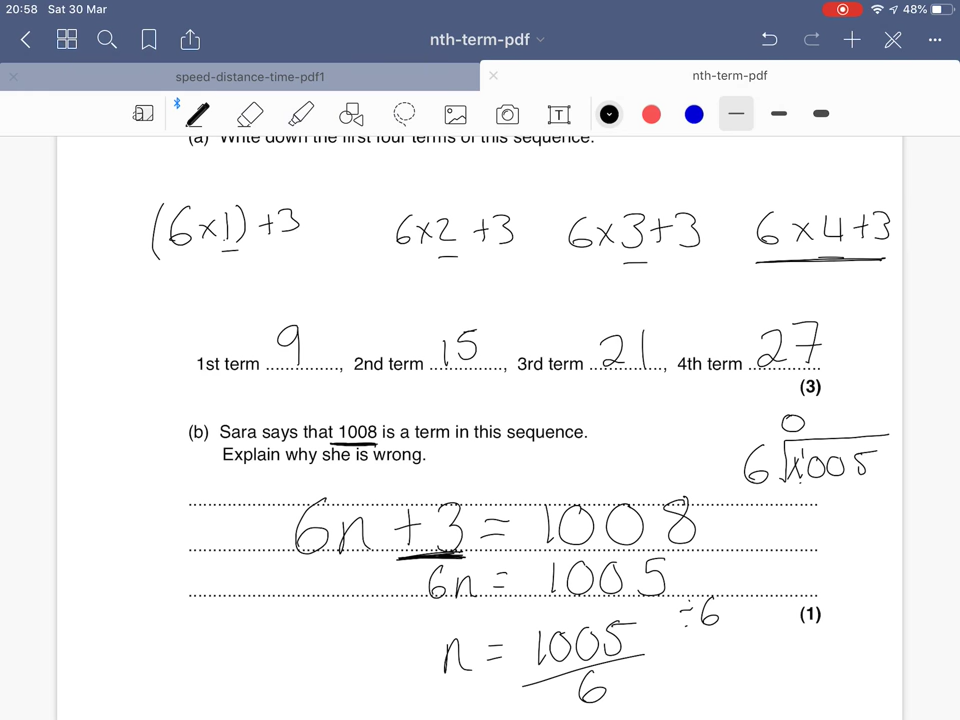 20:58 Sat 30 Mar
48%
nth-term-pdf
speed-distance-time-pdf1
nth-term-pdf
T
(a) Write down the first four terms of this sequence.
(6×1)+3 6×2+3 6×3+3 6×4+3
1st term 9, 2nd term 15, 3rd term 21, 4th term 27
(3)
(b) Sara says that 1008 is a term in this sequence.
Explain why she is wrong.
0
6 1¹005
6n + 3 = 1008
6n = 1005
÷6
(1)
n = 1005
6